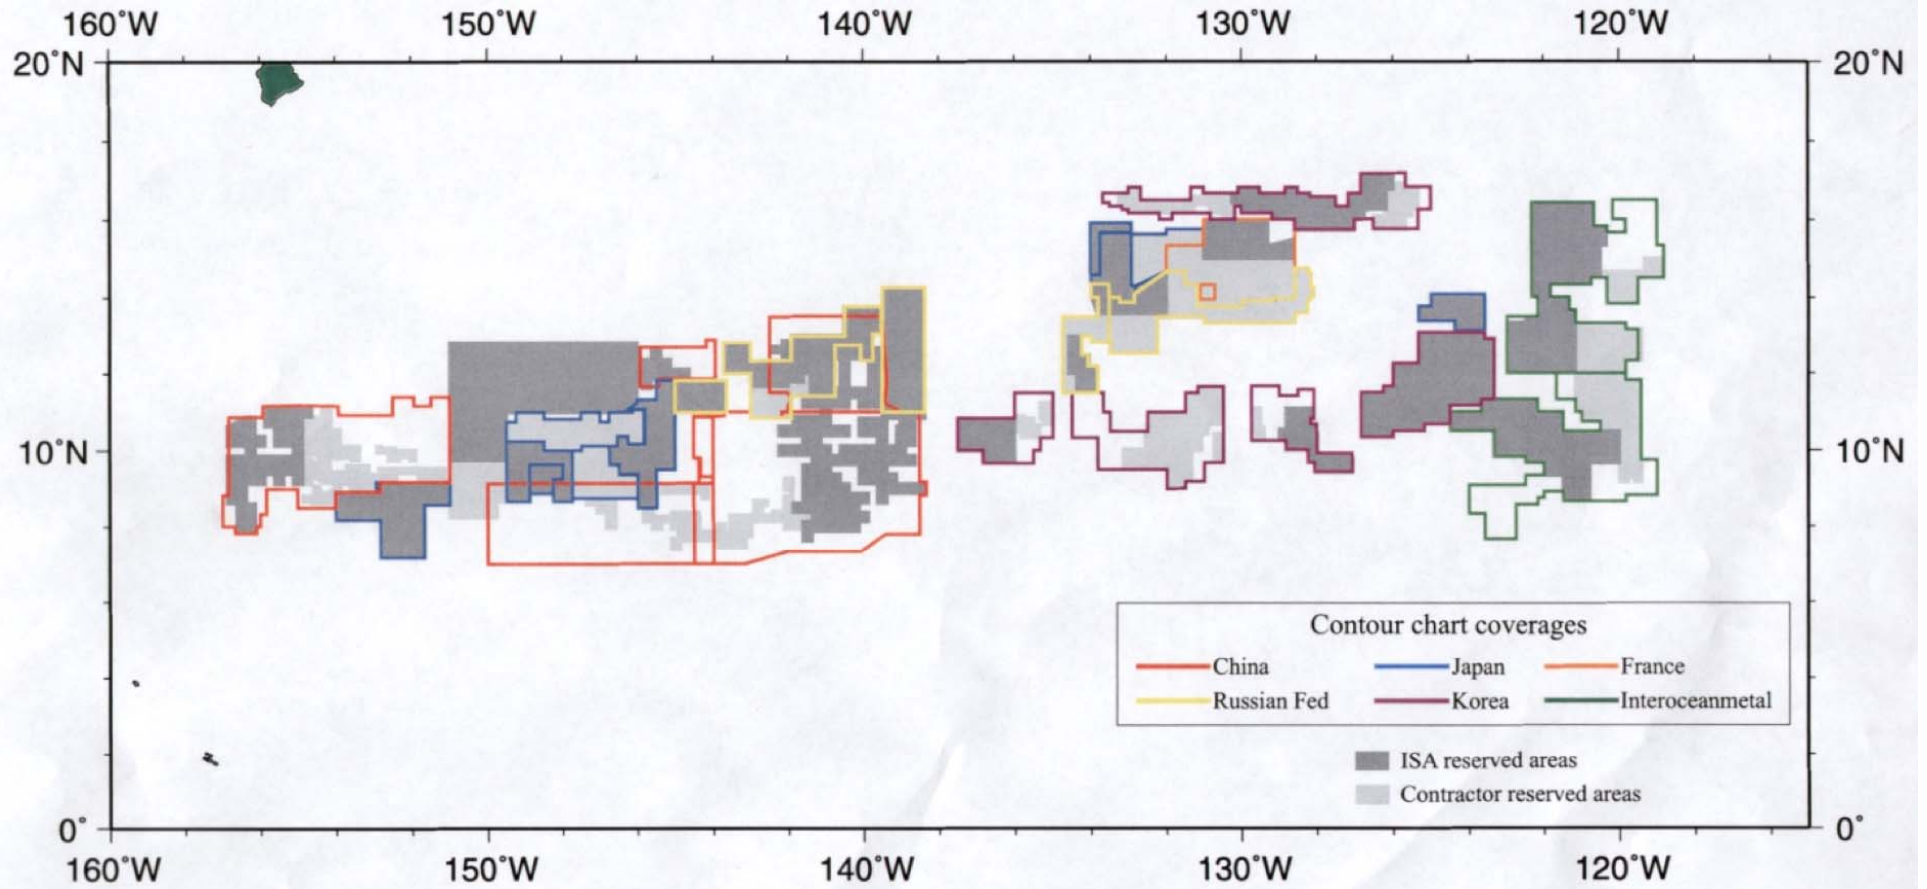 160˚W 150˚W 140˚W 130˚W 120˚W
20˚N 20˚N
10˚N 10˚N
Contour chart coverages
China Japan France
Russian Fed Korea Interoceanmetal
ISA reserved areas
Contractor reserved areas
0˚ 0˚
160˚W 150˚W 140˚W 130˚W 120˚W